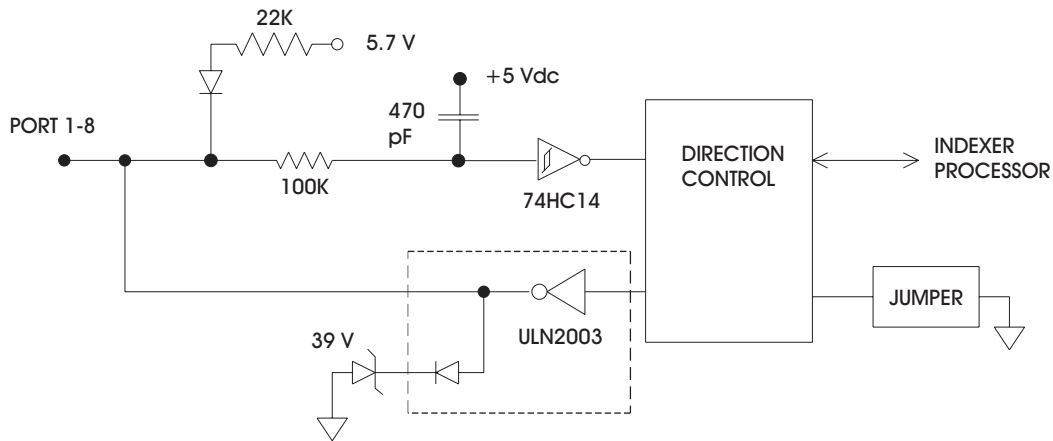 22K
5.7 V
+5 Vdc
470
pF
PORT 1-8
100K
74HC14
DIRECTION
CONTROL
INDEXER
PROCESSOR
JUMPER
ULN2003
39 V